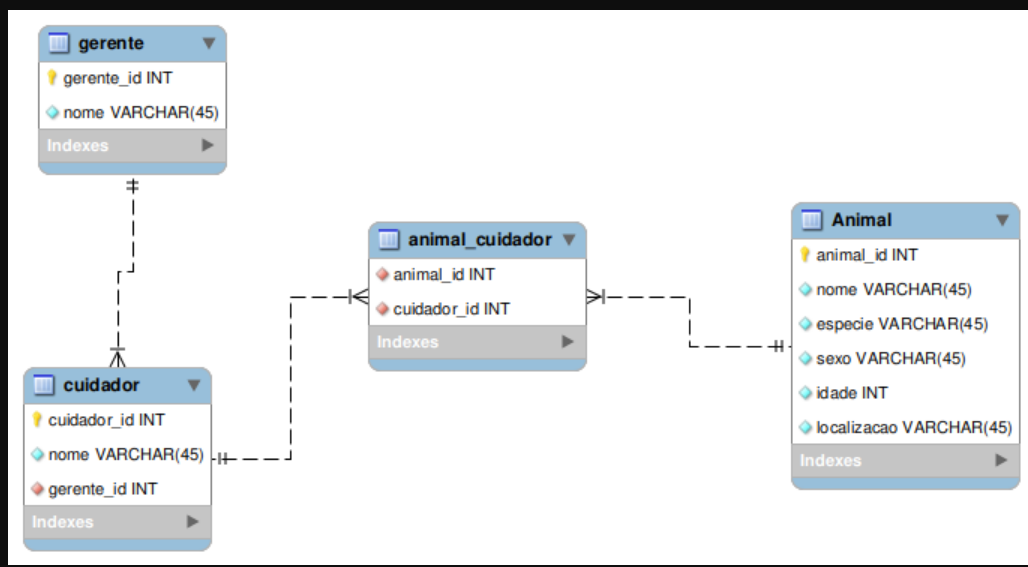 gerente
gerente_id INT
nome VARCHAR(45)
Indexes
animal_cuidador
animal_id INT
cuidador_id INT
Indexes
Animal
animal_id INT
nome VARCHAR(45)
especie VARCHAR(45)
sexo VARCHAR(45)
idade INT
localizacao VARCHAR(45)
Indexes
cuidador
cuidador_id INT
nome VARCHAR(45)
gerente_id INT
Indexes